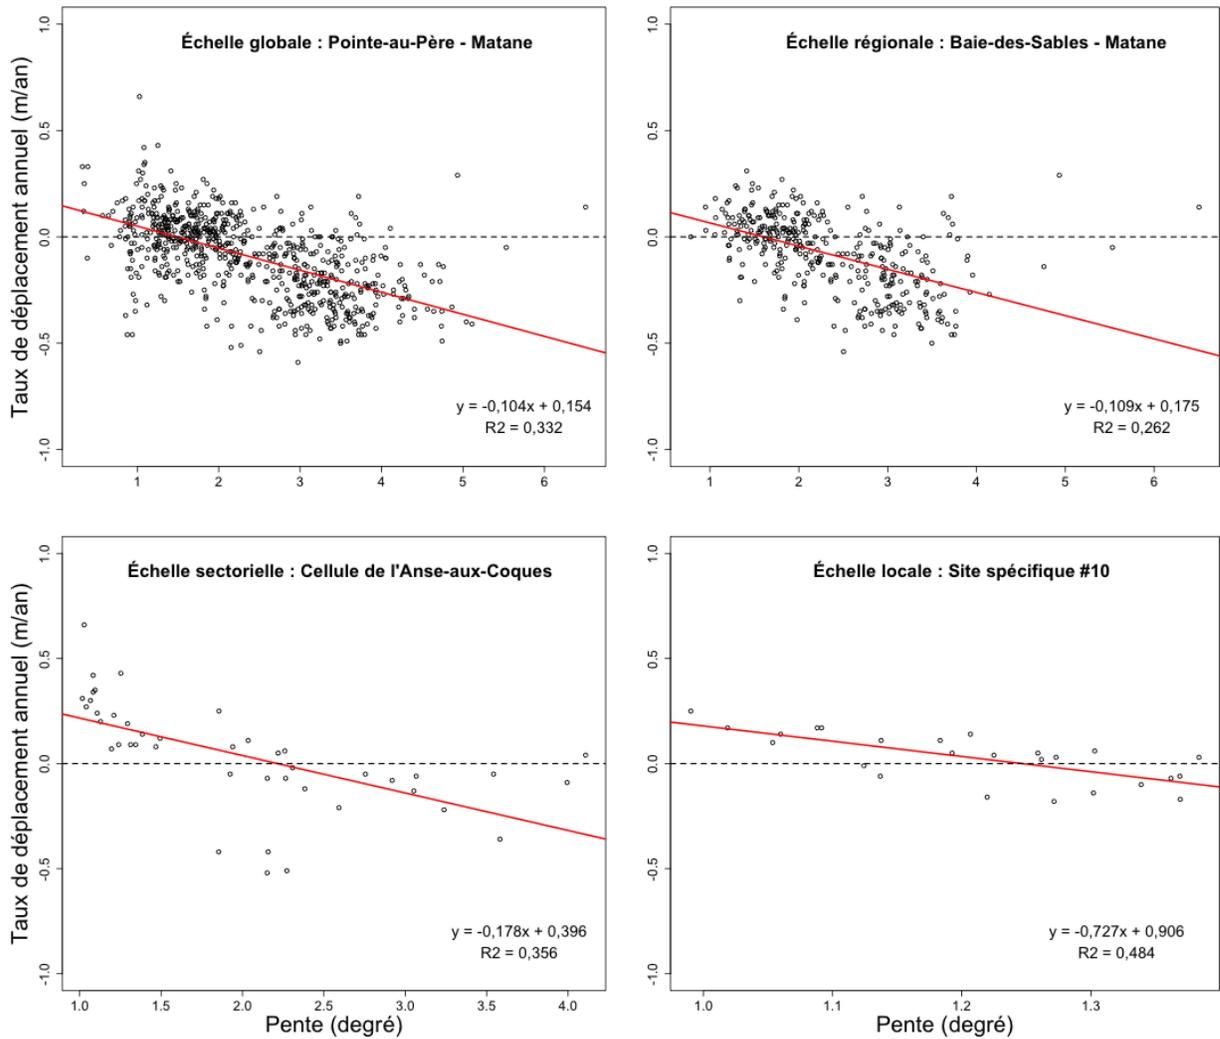 Échelle globale : Pointe-au-Père - Matane
Taux de déplacement annuel (m/an)
1.0
0.5
0.0
-0.5
-1.0
y = -0,104x + 0,154
R2 = 0,332
1 2 3 4 5 6
Échelle régionale : Baie-des-Sables - Matane
1.0
0.5
0.0
-0.5
-1.0
y = -0,109x + 0,175
R2 = 0,262
1 2 3 4 5 6
Échelle sectorielle : Cellule de l'Anse-aux-Coques
Taux de déplacement annuel (m/an)
1.0
0.5
0.0
-0.5
-1.0
y = -0,178x + 0,396
R2 = 0,356
1.0 1.5 2.0 2.5 3.0 3.5 4.0
Pente (degré)
Échelle locale : Site spécifique #10
1.0
0.5
0.0
-0.5
-1.0
y = -0,727x + 0,906
R2 = 0,484
1.0 1.1 1.2 1.3
Pente (degré)